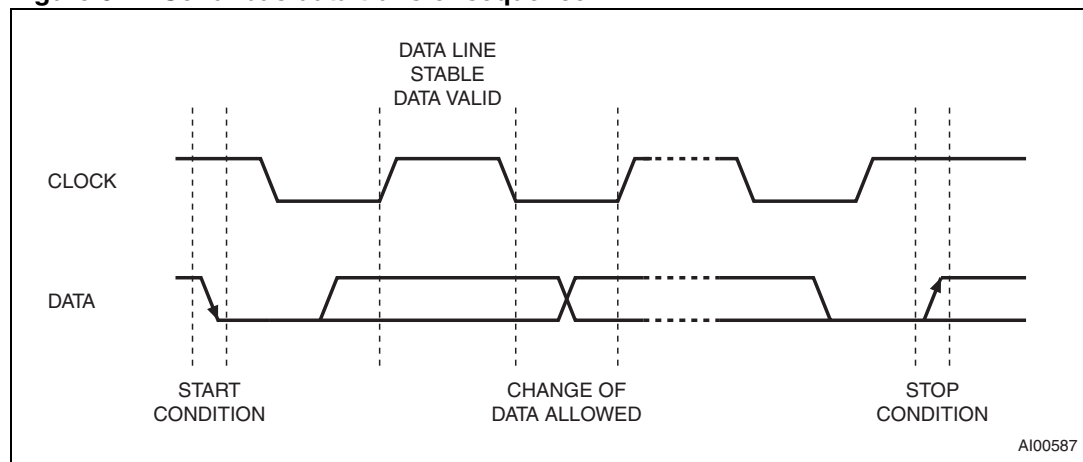 DATA LINE
STABLE
DATA VALID
CLOCK
DATA
START
CONDITION
CHANGE OF
DATA ALLOWED
STOP
CONDITION
AI00587